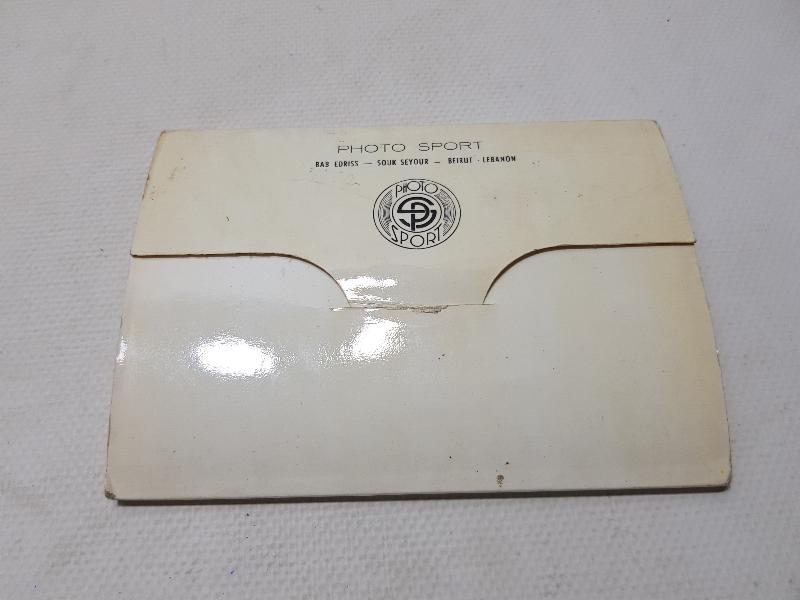 PHOTO SPORT
BAB EDRISS — SOUK SEYOUR — BEIRUT - LEBANON
PHOTO
SP
SPORT